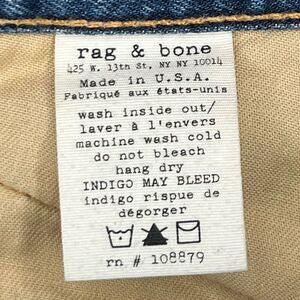 rag & bone
425 W. 13th St. NY NY 10014
Made in U.S.A.
Fabriqué aux états-unis
wash inside out/
laver à l'envers
machine wash cold
do not bleach
hang dry
INDIGO MAY BLEED
indigo rispue de
dégorger
rn # 108879